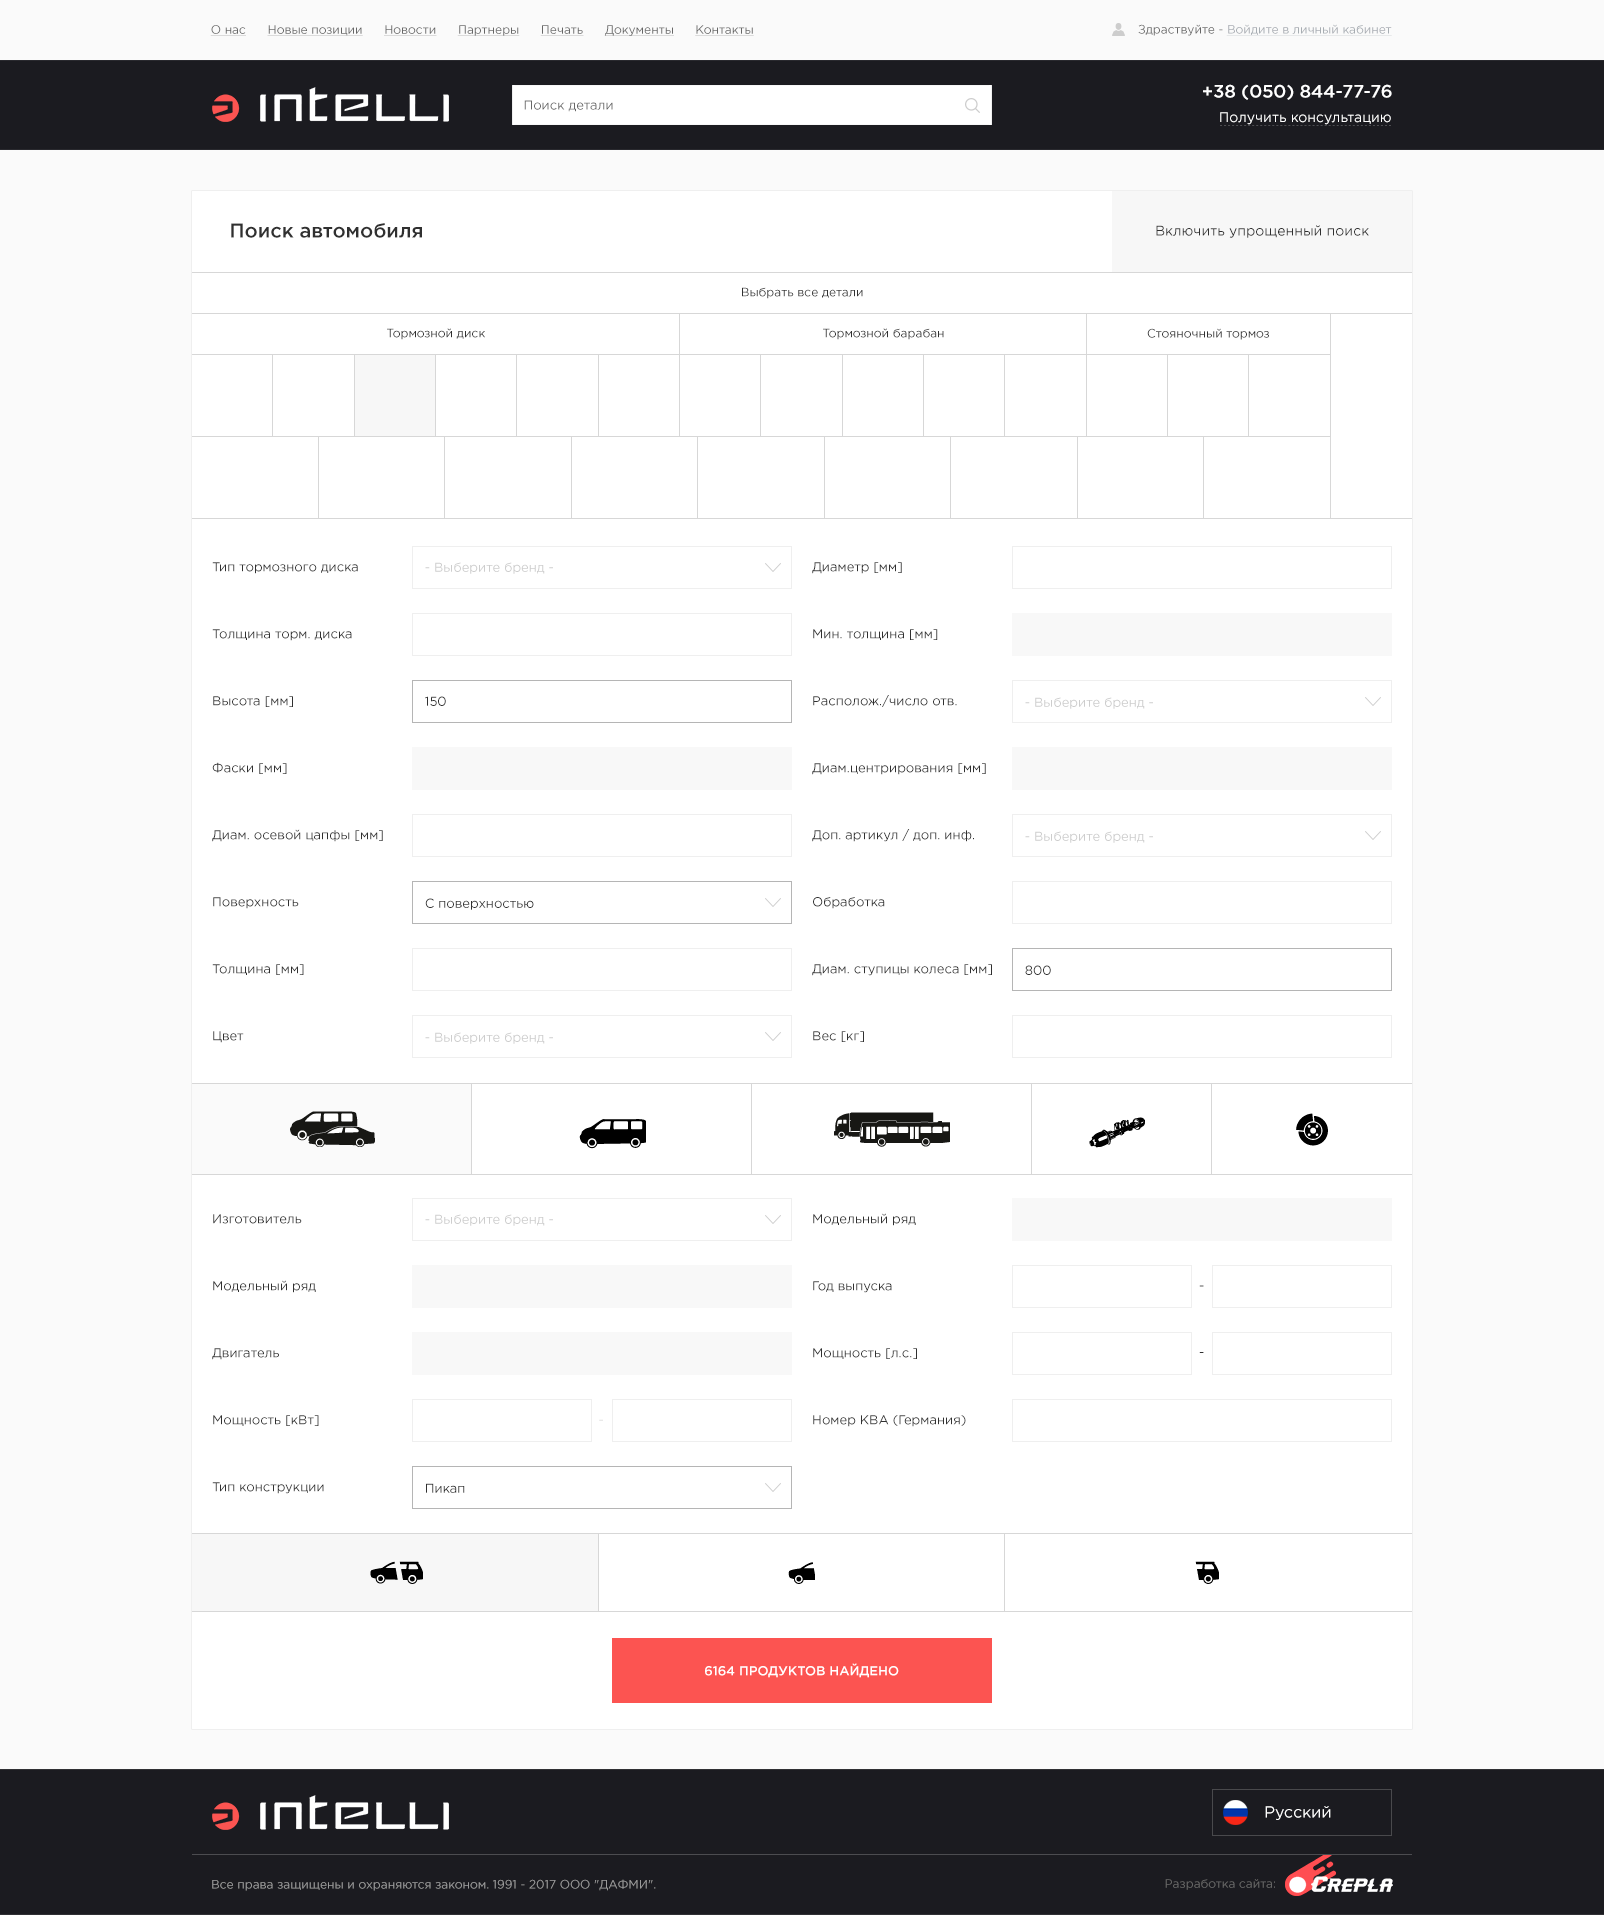 О нас Новые позиции Новости Партнеры Печать Документы Контакты Здраствуйте - Войдите в личный кабинет
INTELLI Поиск детали +38 (050) 844-77-76
Получить консультацию
Поиск автомобиля Включить упрощенный поиск
Выбрать все детали
Тормозной диск Тормозной барабан Стояночный тормоз
Тип тормозного диска - Выберите бренд - Диаметр [мм]
Толщина торм. диска Мин. толщина [мм]
Высота [мм] 150 Располож./число отв. - Выберите бренд -
Фаски [мм] Диам.центрирования [мм]
Диам. осевой цапфы [мм] Доп. артикул / доп. инф. - Выберите бренд -
Поверхность С поверхностью Обработка
Толщина [мм] Диам. ступицы колеса [мм] 800
Цвет - Выберите бренд - Вес [кг]
Изготовитель - Выберите бренд - Модельный ряд
Модельный ряд Год выпуска -
Двигатель Мощность [л.с.] -
Мощность [кВт] - Номер КВА (Германия)
Тип конструкции Пикап
6164 ПРОДУКТОВ НАЙДЕНО
INTELLI Русский
Все права защищены и охраняются законом. 1991 - 2017 ООО "ДАФМИ". Разработка сайта: CREPLA